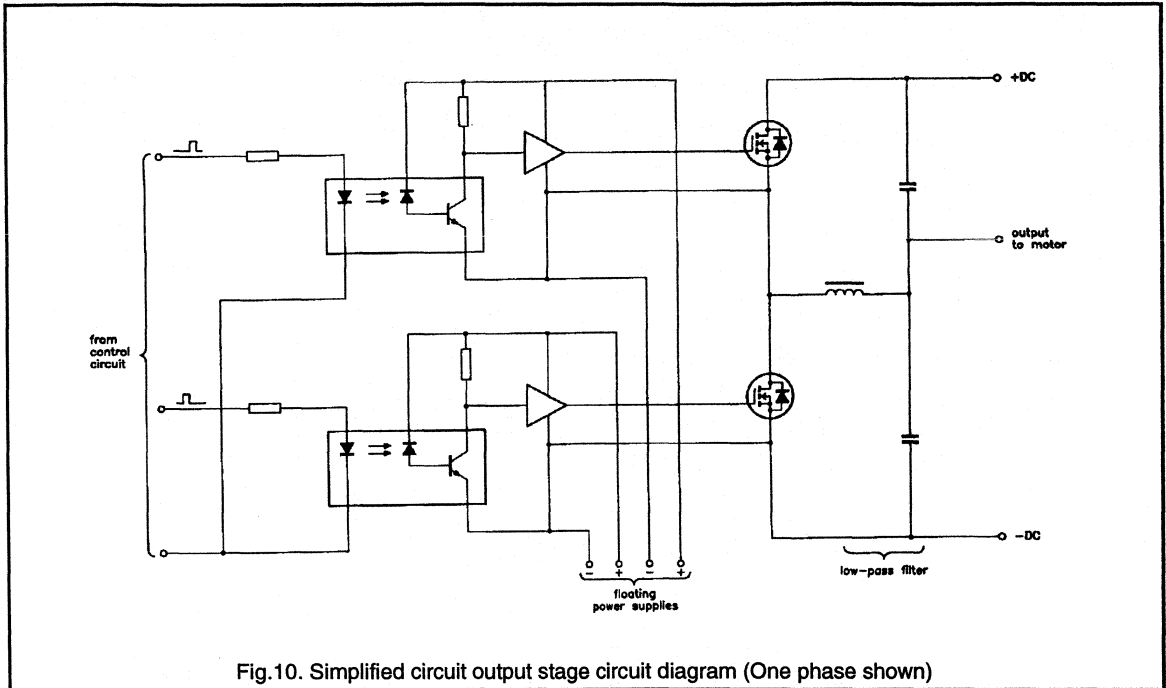 +DC
output
to motor
from
control
circuit
-DC
low-pass filter
- + - +
floating
power supplies
Fig.10. Simplified circuit output stage circuit diagram (One phase shown)